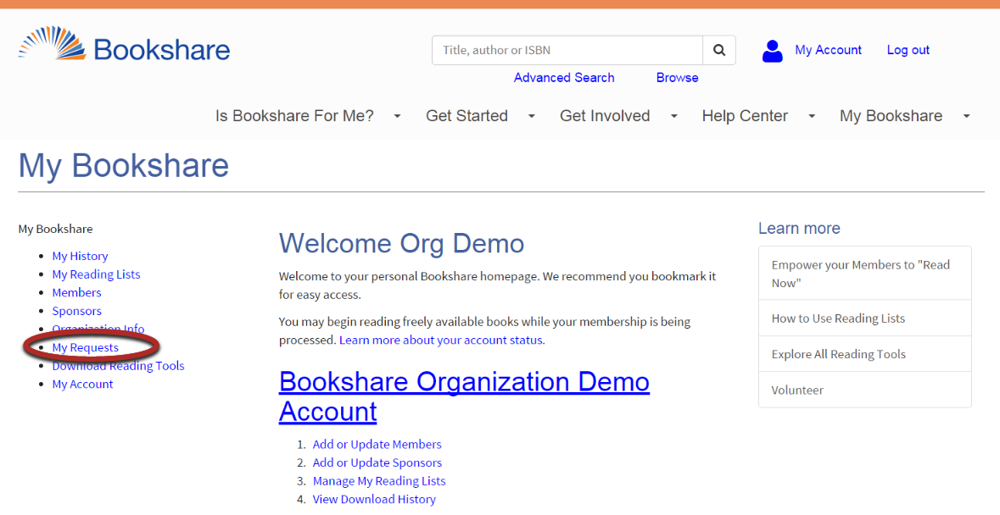 Bookshare
Title, author or ISBN
My Account
Log out
Advanced Search
Browse
Is Bookshare For Me?
Get Started
Get Involved
Help Center
My Bookshare
My Bookshare
My Bookshare
My History
My Reading Lists
Members
Sponsors
Organization Info
My Requests
Download Reading Tools
My Account
Welcome Org Demo
Welcome to your personal Bookshare homepage. We recommend you bookmark it
for easy access.
You may begin reading freely available books while your membership is being
processed. Learn more about your account status.
Bookshare Organization Demo
Account
1. Add or Update Members
2. Add or Update Sponsors
3. Manage My Reading Lists
4. View Download History
Learn more
Empower your Members to "Read
Now"
How to Use Reading Lists
Explore All Reading Tools
Volunteer